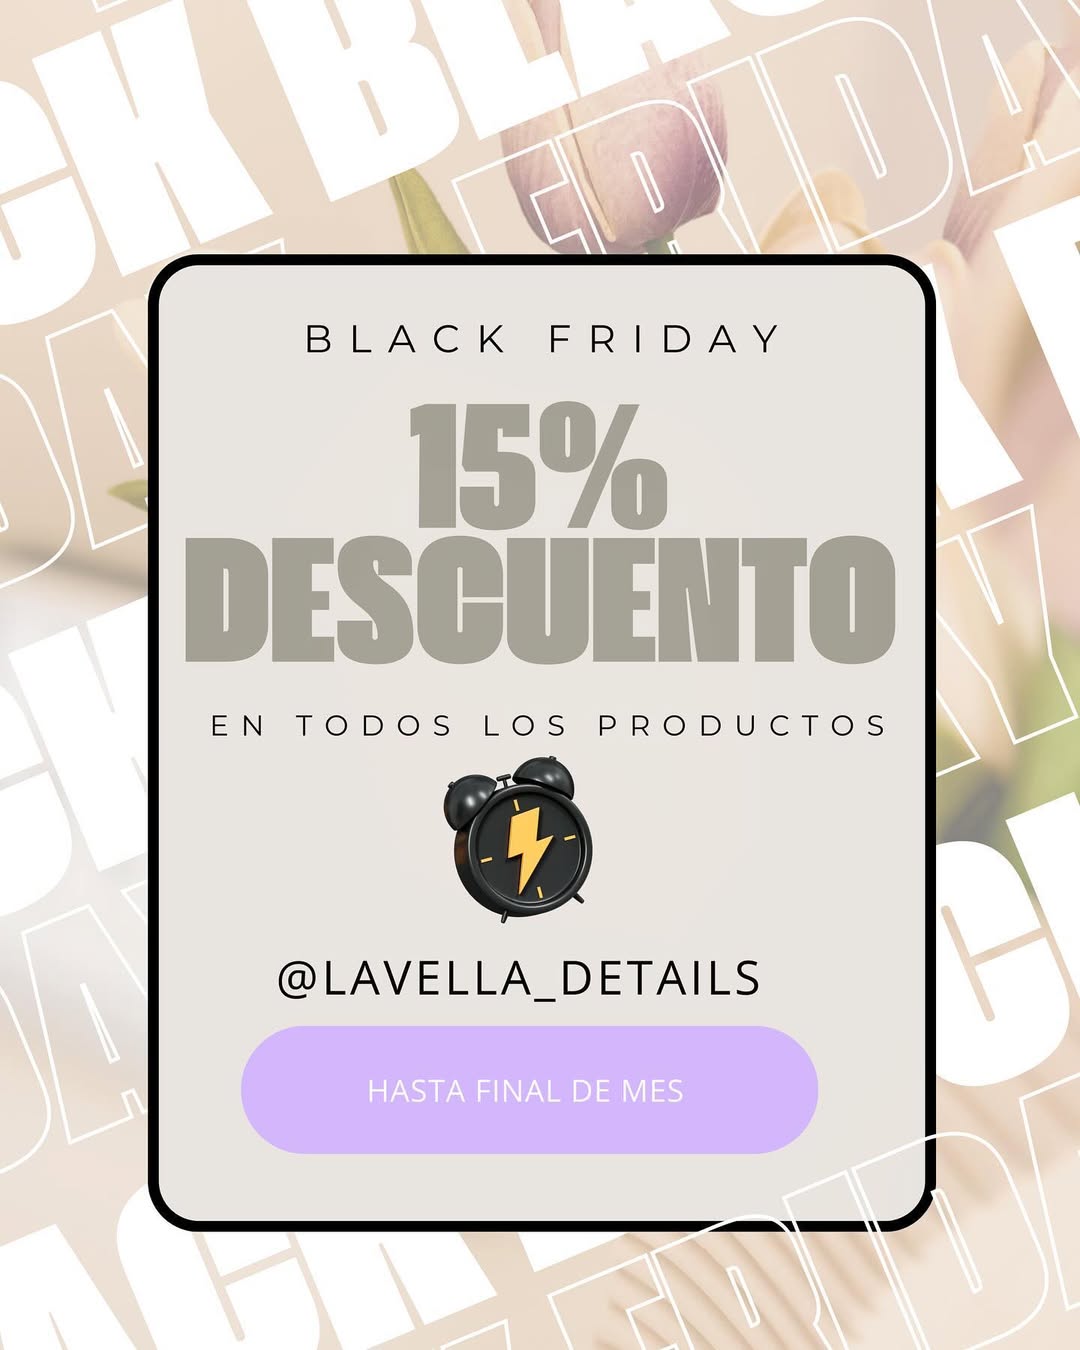 BLACK FRIDAY
15%
DESCUENTO
EN TODOS LOS PRODUCTOS
@LAVELLA_DETAILS
HASTA FINAL DE MES